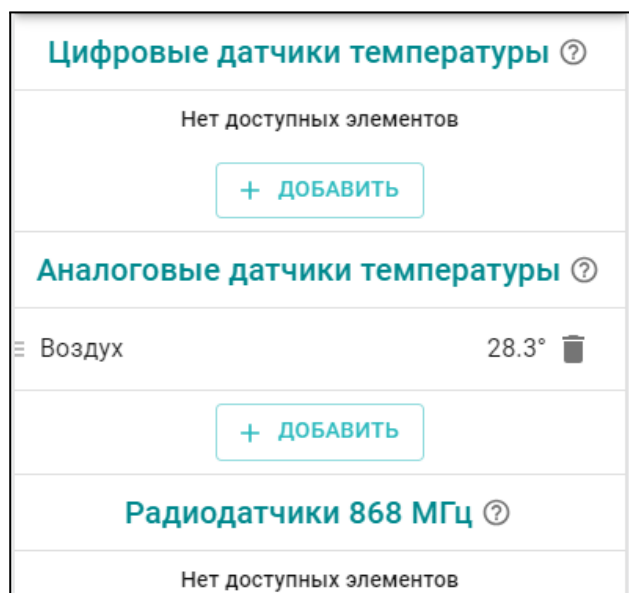 Цифровые датчики температуры ?
Нет доступных элементов
+ ДОБАВИТЬ
Аналоговые датчики температуры ?
Воздух 28.3°
+ ДОБАВИТЬ
Радиодатчики 868 МГц ?
Нет доступных элементов